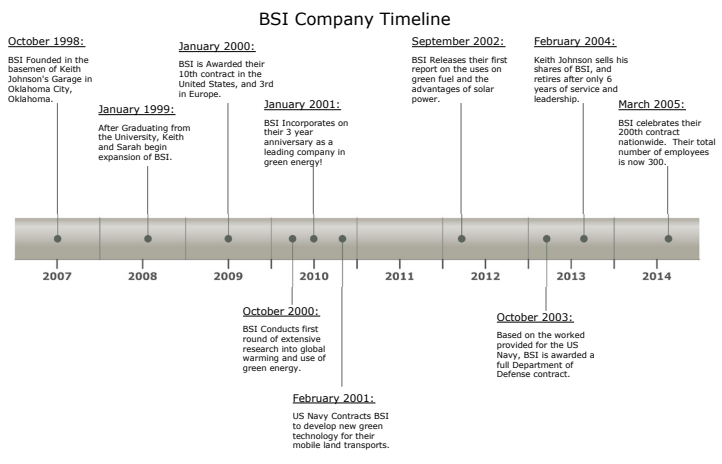 BSI Company Timeline
October 1998:
BSI Founded in the
basemen of Keith
Johnson's Garage in
Oklahoma City,
Oklahoma.
January 1999:
After Graduating from
the University, Keith
and Sarah begin
expansion of BSI.
January 2000:
BSI is Awarded their
10th contract in the
United States, and 3rd
in Europe.
January 2001:
BSI Incorporates on
their 3 year
anniversary as a
leading company in
green energy!
September 2002:
BSI Releases their first
report on the uses on
green fuel and the
advantages of solar
power.
February 2004:
Keith Johnson sells his
shares of BSI, and
retires after only 6
years of service and
leadership.
March 2005:
BSI celebrates their
200th contract
nationwide. Their total
number of employees
is now 300.
2007 2008 2009 2010 2011 2012 2013 2014
October 2000:
BSI Conducts first
round of extensive
research into global
warming and use of
green energy.
February 2001:
US Navy Contracts BSI
to develop new green
technology for their
mobile land transports.
October 2003:
Based on the worked
provided for the US
Navy, BSI is awarded a
full Department of
Defense contract.